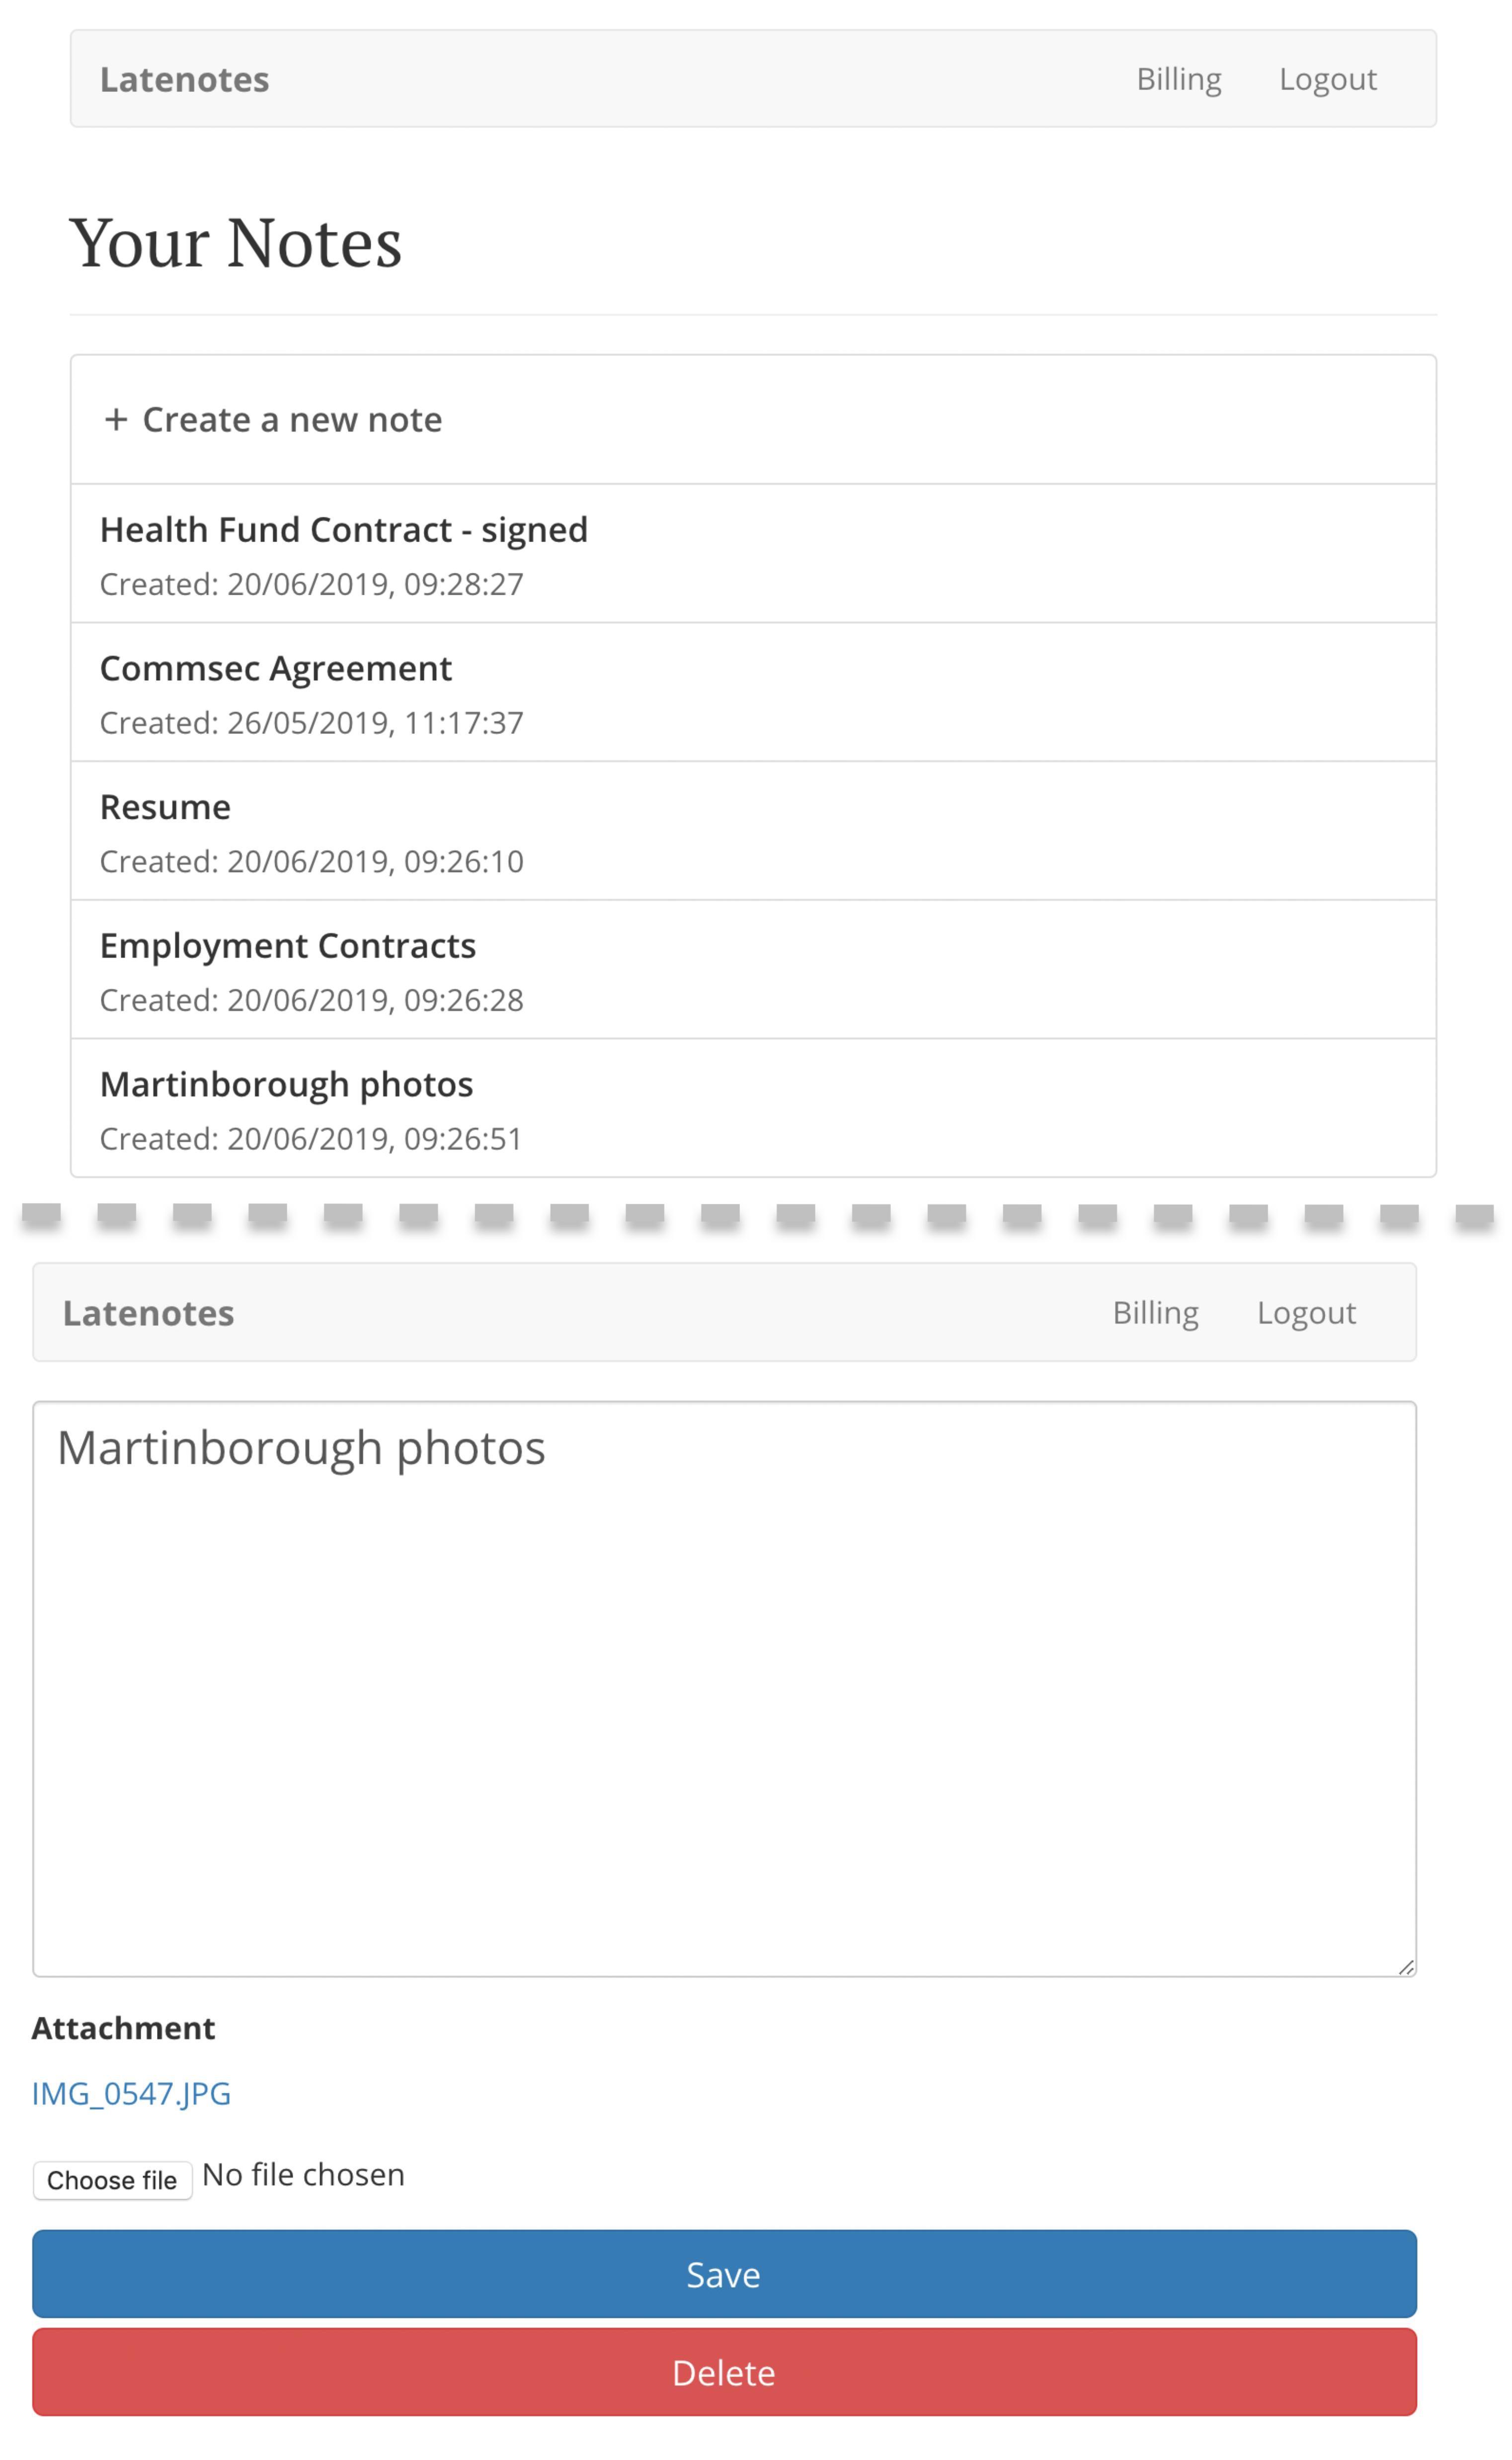 Latenotes Billing Logout
Your Notes
+ Create a new note
Health Fund Contract - signed
Created: 20/06/2019, 09:28:27
Commsec Agreement
Created: 26/05/2019, 11:17:37
Resume
Created: 20/06/2019, 09:26:10
Employment Contracts
Created: 20/06/2019, 09:26:28
Martinborough photos
Created: 20/06/2019, 09:26:51
Latenotes Billing Logout
Martinborough photos
Attachment
IMG_0547.JPG
Choose file No file chosen
Save
Delete